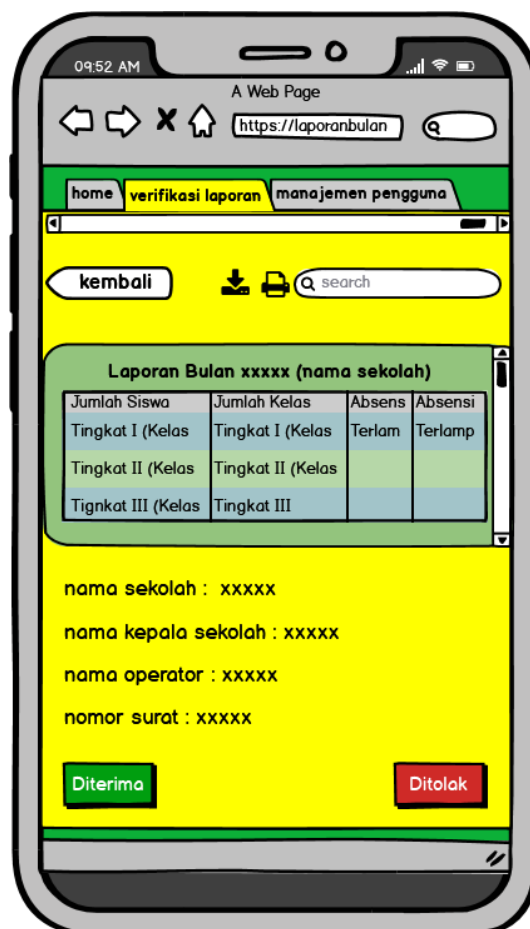 09:52 AM
A Web Page
https://laporanbulan
home verifikasi laporan manajemen pengguna
kembali search
Laporan Bulan xxxxx (nama sekolah)
Jumlah Siswa Jumlah Kelas Absens Absensi
Tingkat I (Kelas Tingkat I (Kelas Terlam Terlamp
Tingkat II (Kelas Tingkat II (Kelas
Tignkat III (Kelas Tingkat III
nama sekolah : xxxxx
nama kepala sekolah : xxxxx
nama operator : xxxxx
nomor surat : xxxxx
Diterima Ditolak